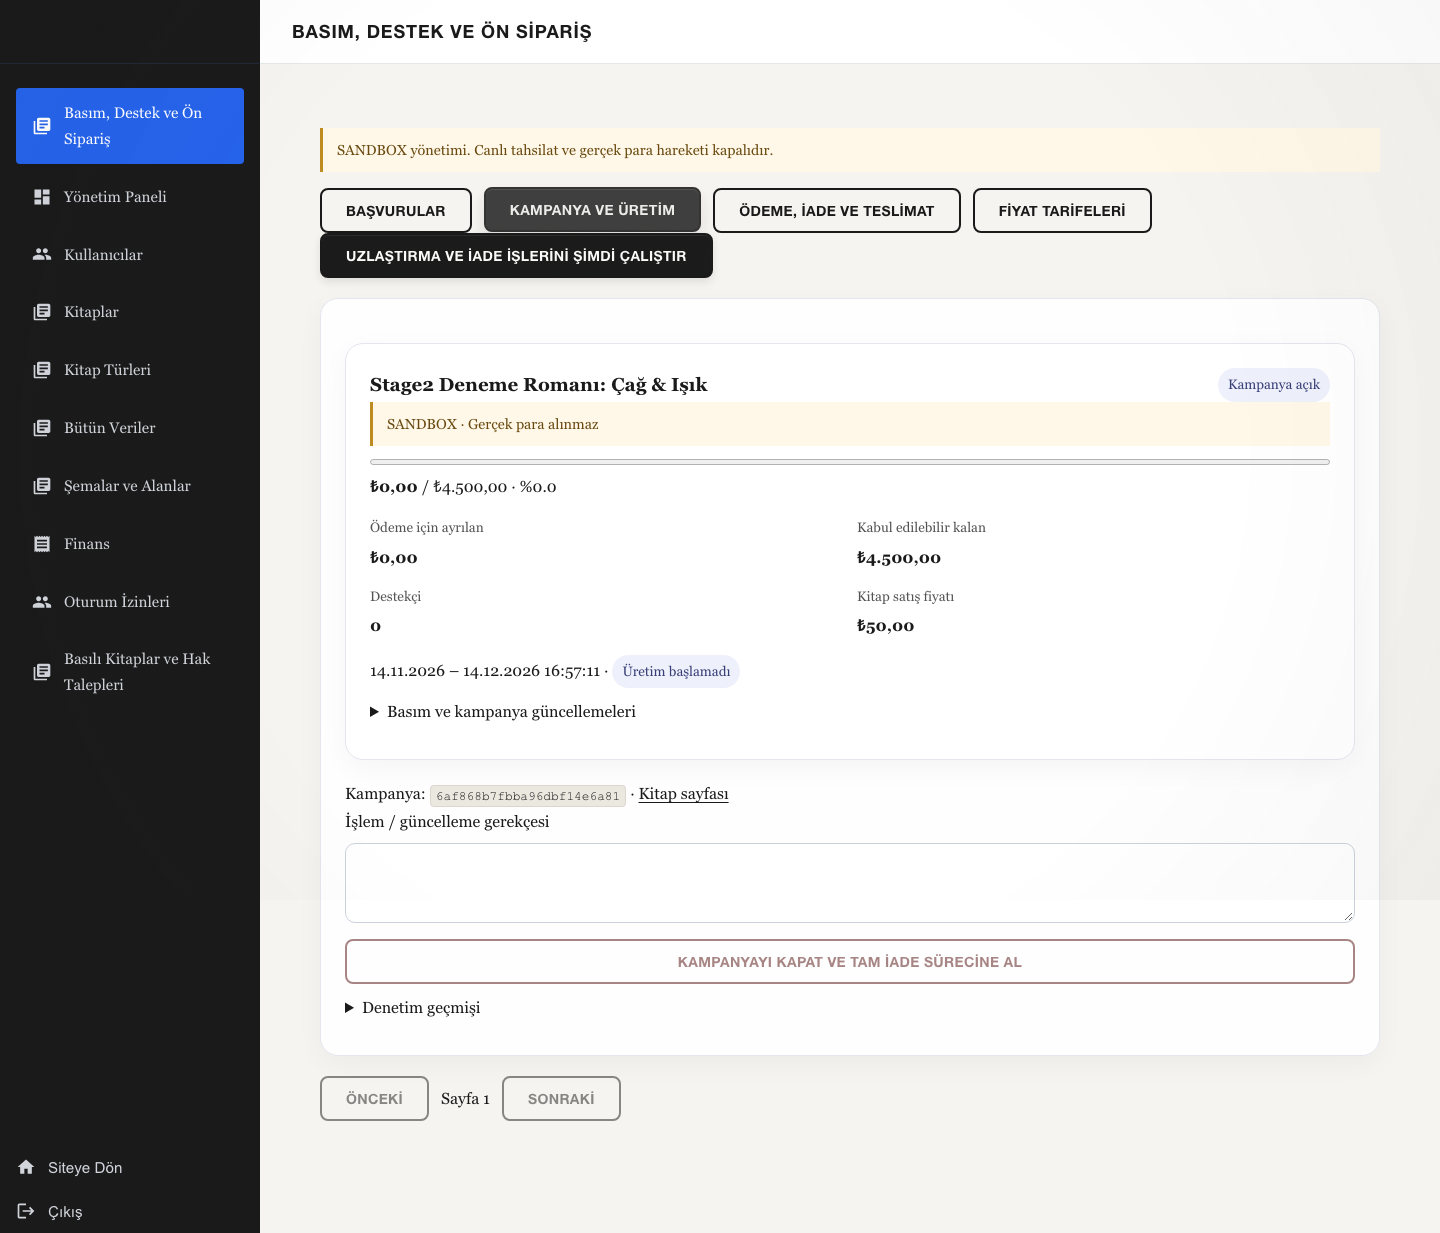 BASIM, DESTEK VE ÖN SİPARİŞ
Basım, Destek ve Ön
Sipariş
Yönetim Paneli
Kullanıcılar
Kitaplar
Kitap Türleri
Bütün Veriler
Şemalar ve Alanlar
Finans
Oturum İzinleri
Basılı Kitaplar ve Hak
Talepleri
Siteye Dön
Çıkış
SANDBOX yönetimi. Canlı tahsilat ve gerçek para hareketi kapalıdır.
BAŞVURULAR
KAMPANYA VE ÜRETİM
ÖDEME, İADE VE TESLİMAT
FİYAT TARİFELERİ
UZLAŞTIRMA VE İADE İŞLERİNİ ŞİMDİ ÇALIŞTIR
Stage2 Deneme Romanı: Çağ & Işık
Kampanya açık
SANDBOX · Gerçek para alınmaz
₺0,00 / ₺4.500,00 · %0.0
Ödeme için ayrılan
₺0,00
Kabul edilebilir kalan
₺4.500,00
Destekçi
0
Kitap satış fiyatı
₺50,00
14.11.2026 – 14.12.2026 16:57:11 · Üretim başlamadı
Basım ve kampanya güncellemeleri
Kampanya: 6af868b7fbba96dbf14e6a81 · Kitap sayfası
İşlem / güncelleme gerekçesi
KAMPANYAYI KAPAT VE TAM İADE SÜRECİNE AL
Denetim geçmişi
ÖNCEKİ
Sayfa 1
SONRAKİ